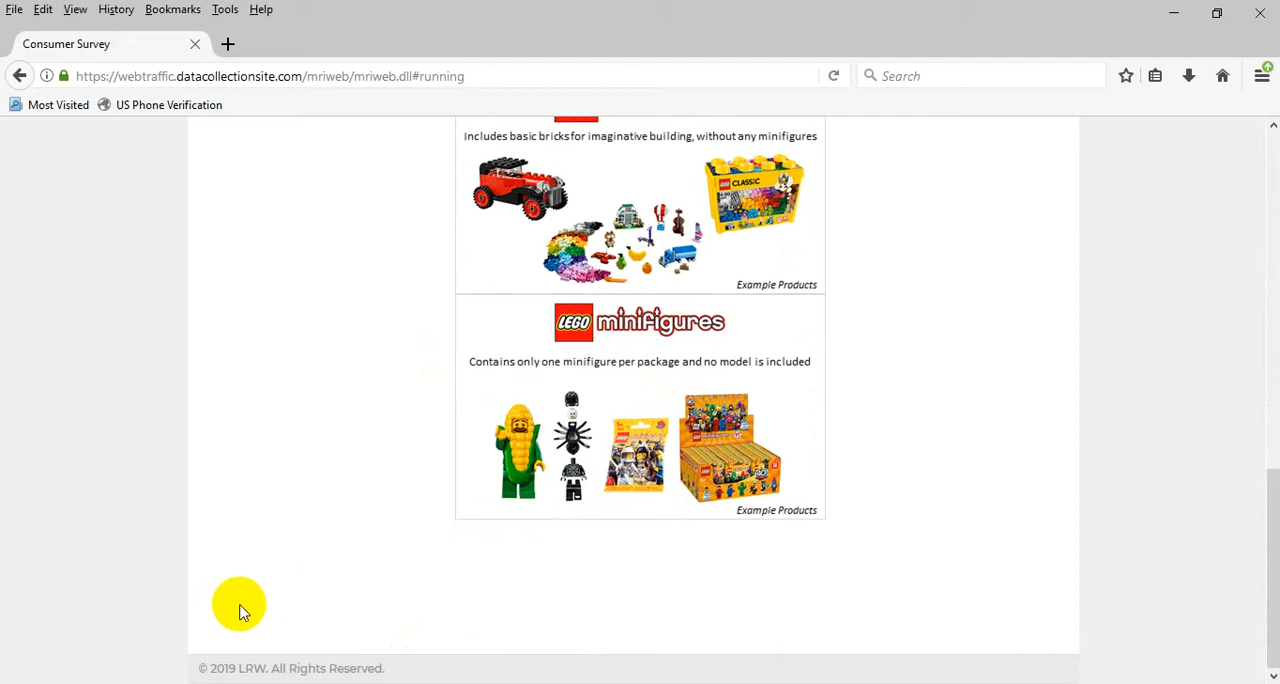 File Edit View History Bookmarks Tools Help
Consumer Survey
https://webtraffic.datacollectionsite.com/mriweb/mriweb.dll#running
Search
Most Visited US Phone Verification
Includes basic bricks for imaginative building, without any minifigures
LEGO CLASSIC
Example Products
LEGO minifigures
Contains only one minifigure per package and no model is included
Example Products
© 2019 LRW. All Rights Reserved.